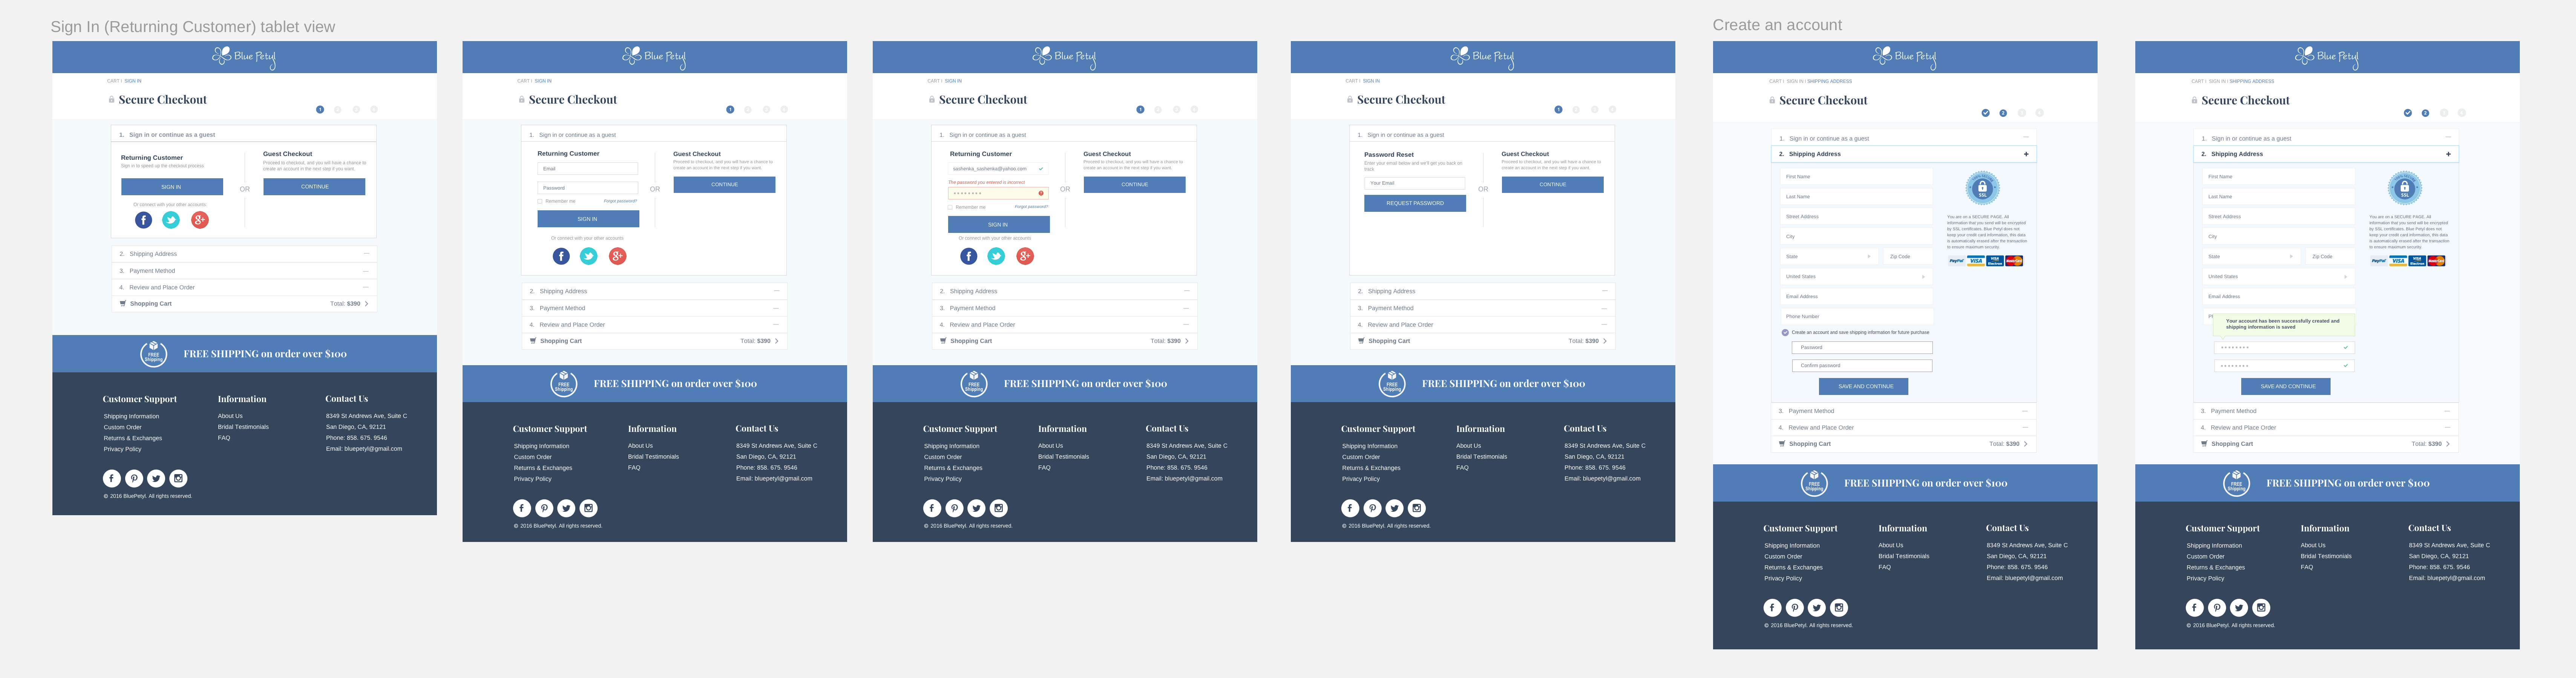 Sign In (Returning Customer) tablet view
Blue Petyl
CART / SIGN IN
Secure Checkout
1
1. Sign in or continue as a guest
Returning Customer
Sign in to speed up the checkout process
SIGN IN
Or connect with your other accounts
OR
Guest Checkout
Proceed to checkout, and you will have a chance to
create an account in the next step if you want.
CONTINUE
2. Shipping Address
3. Payment Method
4. Review and Place Order
Shopping Cart Total: $390
FREE Shipping
FREE SHIPPING on order over $100
Customer Support
Shipping Information
Custom Order
Returns & Exchanges
Privacy Policy
Information
About Us
Bridal Testimonials
FAQ
Contact Us
8349 St Andrews Ave, Suite C
San Diego, CA, 92121
Phone: 858. 675. 9546
Email: bluepetyl@gmail.com
© 2016 BluePetyl. All rights reserved.
Blue Petyl
CART / SIGN IN
Secure Checkout
1
1. Sign in or continue as a guest
Returning Customer
Email
Password
Remember me Forgot password?
SIGN IN
Or connect with your other accounts
OR
Guest Checkout
Proceed to checkout, and you will have a chance to
create an account in the next step if you want.
CONTINUE
2. Shipping Address
3. Payment Method
4. Review and Place Order
Shopping Cart Total: $390
FREE Shipping
FREE SHIPPING on order over $100
Customer Support
Shipping Information
Custom Order
Returns & Exchanges
Privacy Policy
Information
About Us
Bridal Testimonials
FAQ
Contact Us
8349 St Andrews Ave, Suite C
San Diego, CA, 92121
Phone: 858. 675. 9546
Email: bluepetyl@gmail.com
© 2016 BluePetyl. All rights reserved.
Blue Petyl
CART / SIGN IN
Secure Checkout
1
1. Sign in or continue as a guest
Returning Customer
sashenka_sashenka@yahoo.com
The password you entered is incorrect
Remember me Forgot password?
SIGN IN
Or connect with your other accounts
OR
Guest Checkout
Proceed to checkout, and you will have a chance to
create an account in the next step if you want.
CONTINUE
2. Shipping Address
3. Payment Method
4. Review and Place Order
Shopping Cart Total: $390
FREE Shipping
FREE SHIPPING on order over $100
Customer Support
Shipping Information
Custom Order
Returns & Exchanges
Privacy Policy
Information
About Us
Bridal Testimonials
FAQ
Contact Us
8349 St Andrews Ave, Suite C
San Diego, CA, 92121
Phone: 858. 675. 9546
Email: bluepetyl@gmail.com
© 2016 BluePetyl. All rights reserved.
Blue Petyl
CART / SIGN IN
Secure Checkout
1
1. Sign in or continue as a guest
Password Reset
Enter your email below and we'll get you back on
track
Your Email
REQUEST PASSWORD
OR
Guest Checkout
Proceed to checkout, and you will have a chance to
create an account in the next step if you want.
CONTINUE
2. Shipping Address
3. Payment Method
4. Review and Place Order
Shopping Cart Total: $390
FREE Shipping
FREE SHIPPING on order over $100
Customer Support
Shipping Information
Custom Order
Returns & Exchanges
Privacy Policy
Information
About Us
Bridal Testimonials
FAQ
Contact Us
8349 St Andrews Ave, Suite C
San Diego, CA, 92121
Phone: 858. 675. 9546
Email: bluepetyl@gmail.com
© 2016 BluePetyl. All rights reserved.
Create an account
Blue Petyl
CART / SIGN IN / SHIPPING ADDRESS
Secure Checkout
2
1. Sign in or continue as a guest
2. Shipping Address
First Name
Last Name
Street Address
City
State Zip Code
United States
Email Address
Phone Number
Create an account and save shipping information for future purchase
Password
Confirm password
SAVE AND CONTINUE
SSL
You are on a SECURE PAGE. All
information that you send will be encrypted
by SSL certificates. Blue Petyl does not
keep your credit card information, this data
is automatically erased after the transaction
to ensure maximum security.
PayPal VISA VISA Electron MasterCard
3. Payment Method
4. Review and Place Order
Shopping Cart Total: $390
FREE Shipping
FREE SHIPPING on order over $100
Customer Support
Shipping Information
Custom Order
Returns & Exchanges
Privacy Policy
Information
About Us
Bridal Testimonials
FAQ
Contact Us
8349 St Andrews Ave, Suite C
San Diego, CA, 92121
Phone: 858. 675. 9546
Email: bluepetyl@gmail.com
© 2016 BluePetyl. All rights reserved.
Blue Petyl
CART / SIGN IN / SHIPPING ADDRESS
Secure Checkout
2
1. Sign in or continue as a guest
2. Shipping Address
First Name
Last Name
Street Address
City
State Zip Code
United States
Email Address
Your account has been successfully created and
shipping information is saved
SAVE AND CONTINUE
SSL
You are on a SECURE PAGE. All
information that you send will be encrypted
by SSL certificates. Blue Petyl does not
keep your credit card information, this data
is automatically erased after the transaction
to ensure maximum security.
PayPal VISA VISA Electron MasterCard
3. Payment Method
4. Review and Place Order
Shopping Cart Total: $390
FREE Shipping
FREE SHIPPING on order over $100
Customer Support
Shipping Information
Custom Order
Returns & Exchanges
Privacy Policy
Information
About Us
Bridal Testimonials
FAQ
Contact Us
8349 St Andrews Ave, Suite C
San Diego, CA, 92121
Phone: 858. 675. 9546
Email: bluepetyl@gmail.com
© 2016 BluePetyl. All rights reserved.